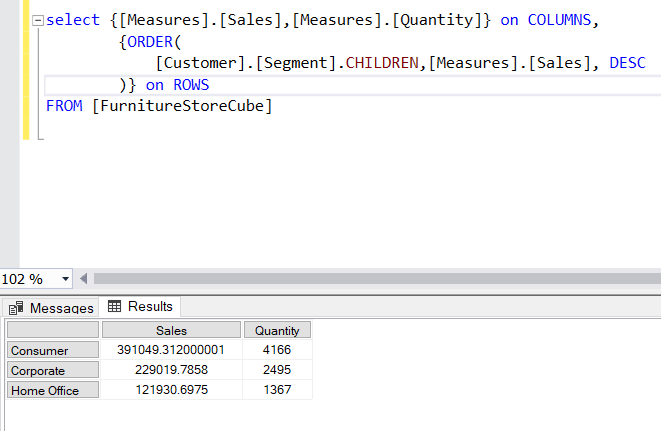 select {[Measures].[Sales],[Measures].[Quantity]} on COLUMNS,
{ORDER(
[Customer].[Segment].CHILDREN,[Measures].[Sales], DESC
)} on ROWS
FROM [FurnitureStoreCube]
102 %
Messages Results
Sales Quantity
Consumer 391049.312000001 4166
Corporate 229019.7858 2495
Home Office 121930.6975 1367